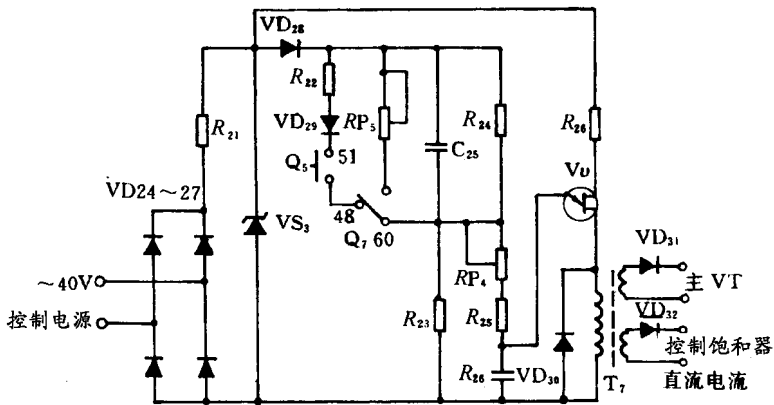 VD₂₈
R₂₂
R₂₁
VD₂₉
RP₅
R₂₄
R₂₆
C₂₅
Q₅
51
Vυ
VD24～27
48
Q₇ 60
VS₃
VD₃₁
～40V
RP₄
主 VT
控制电源
R₂₃
R₂₅
VD₃₂
控制饱和器
R₂₆
VD₃₀
T₇
直流电流